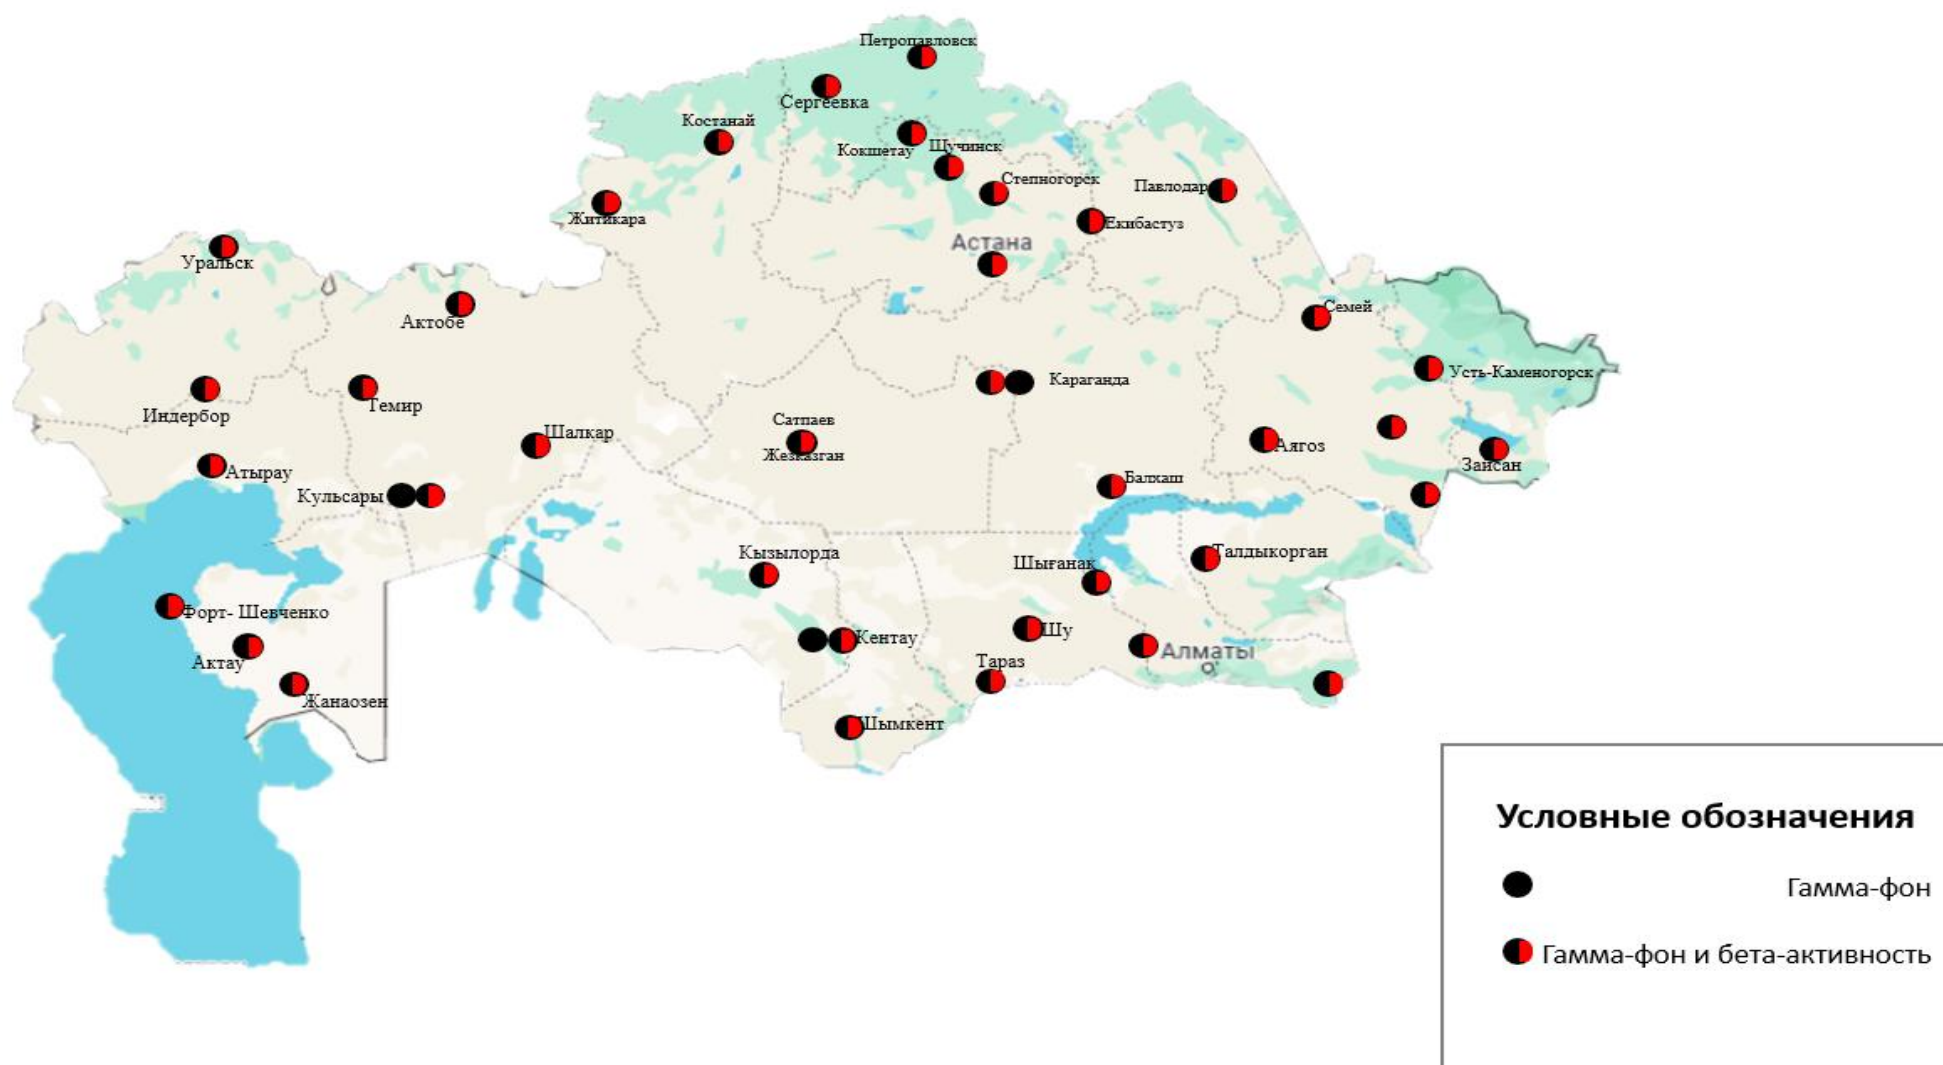 Петропавловск
Сергеевка
Костанай
Кокшетау
Щучинск
Степногорск
Павлодар
Житикара
Екибастуз
Астана
Уральск
Актобе
Семей
Усть-Каменогорск
Караганда
Индербор
Темир
Сатпаев
Шалкар
Жезказган
Аягоз
Зайсан
Атырау
Балхаш
Кульсары
Кызылорда
Шығанак
Талдыкорган
Форт- Шевченко
Кентау
Шу
Алматы
Актау
Тараз
Жанаозен
Шымкент
Условные обозначения
Гамма-фон
Гамма-фон и бета-активность